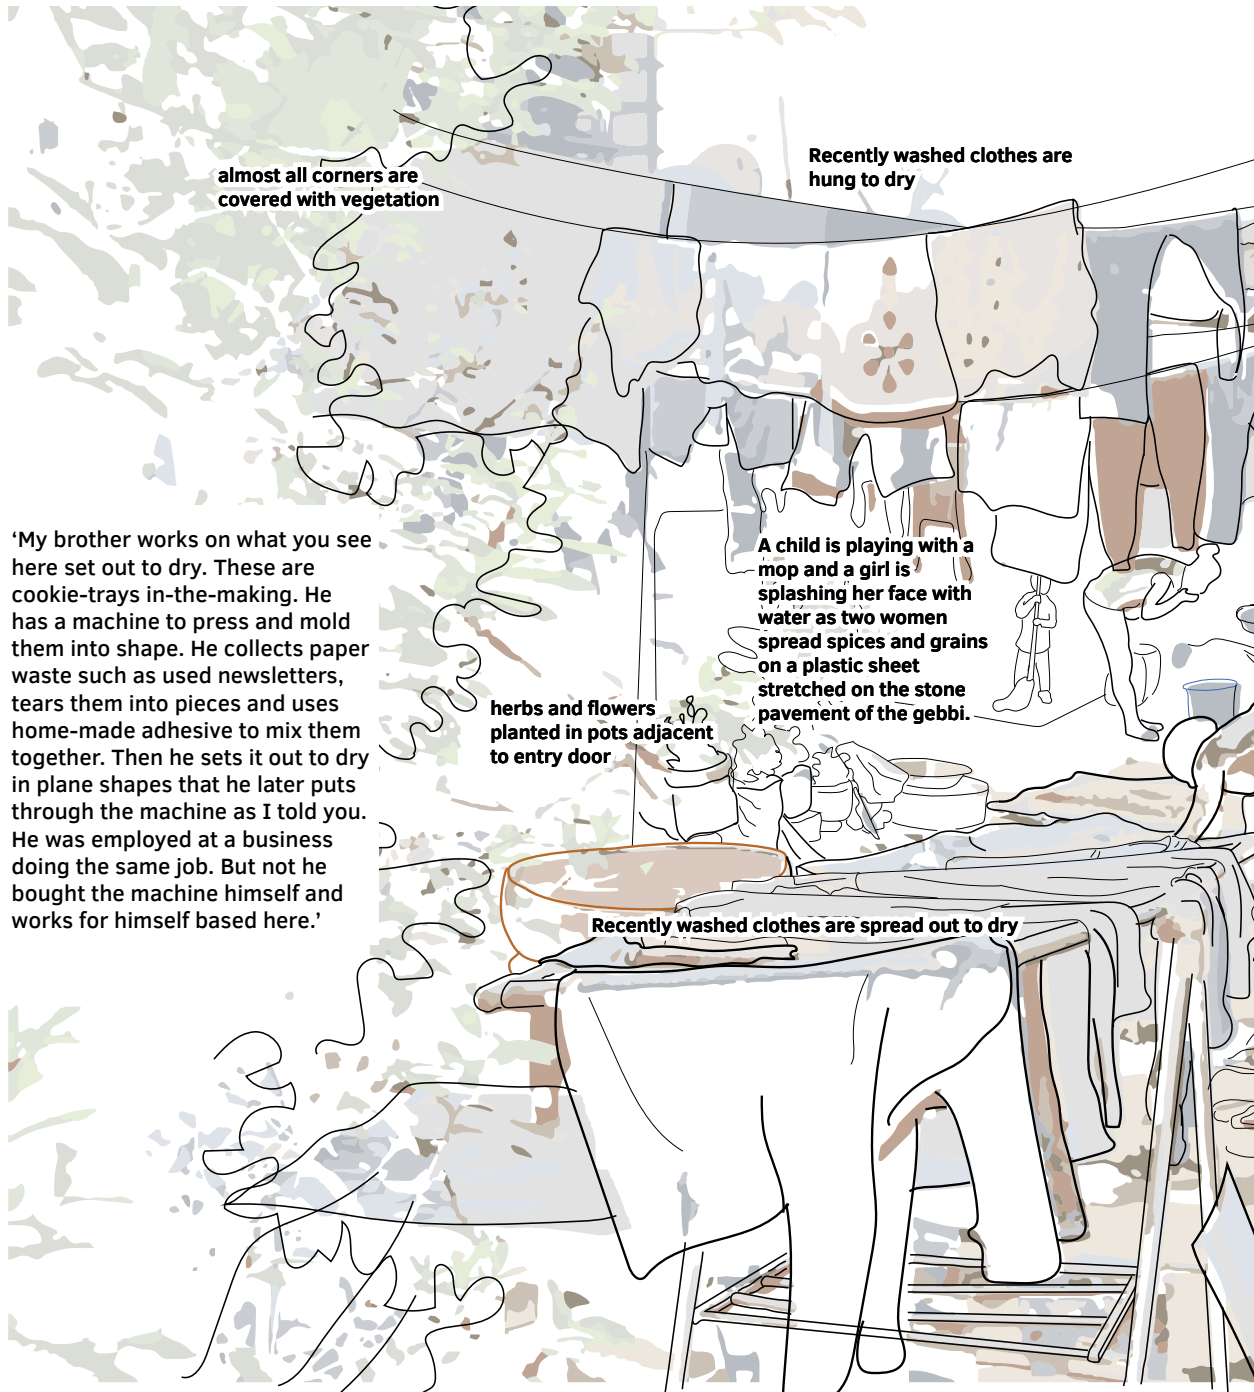 almost all corners are
covered with vegetation
Recently washed clothes are
hung to dry
‘My brother works on what you see
here set out to dry. These are
cookie-trays in-the-making. He
has a machine to press and mold
them into shape. He collects paper
waste such as used newsletters,
tears them into pieces and uses
home-made adhesive to mix them
together. Then he sets it out to dry
in plane shapes that he later puts
through the machine as I told you.
He was employed at a business
doing the same job. But not he
bought the machine himself and
works for himself based here.’
A child is playing with a
mop and a girl is
splashing her face with
water as two women
spread spices and grains
on a plastic sheet
stretched on the stone
pavement of the gebbi.
herbs and flowers
planted in pots adjacent
to entry door
Recently washed clothes are spread out to dry